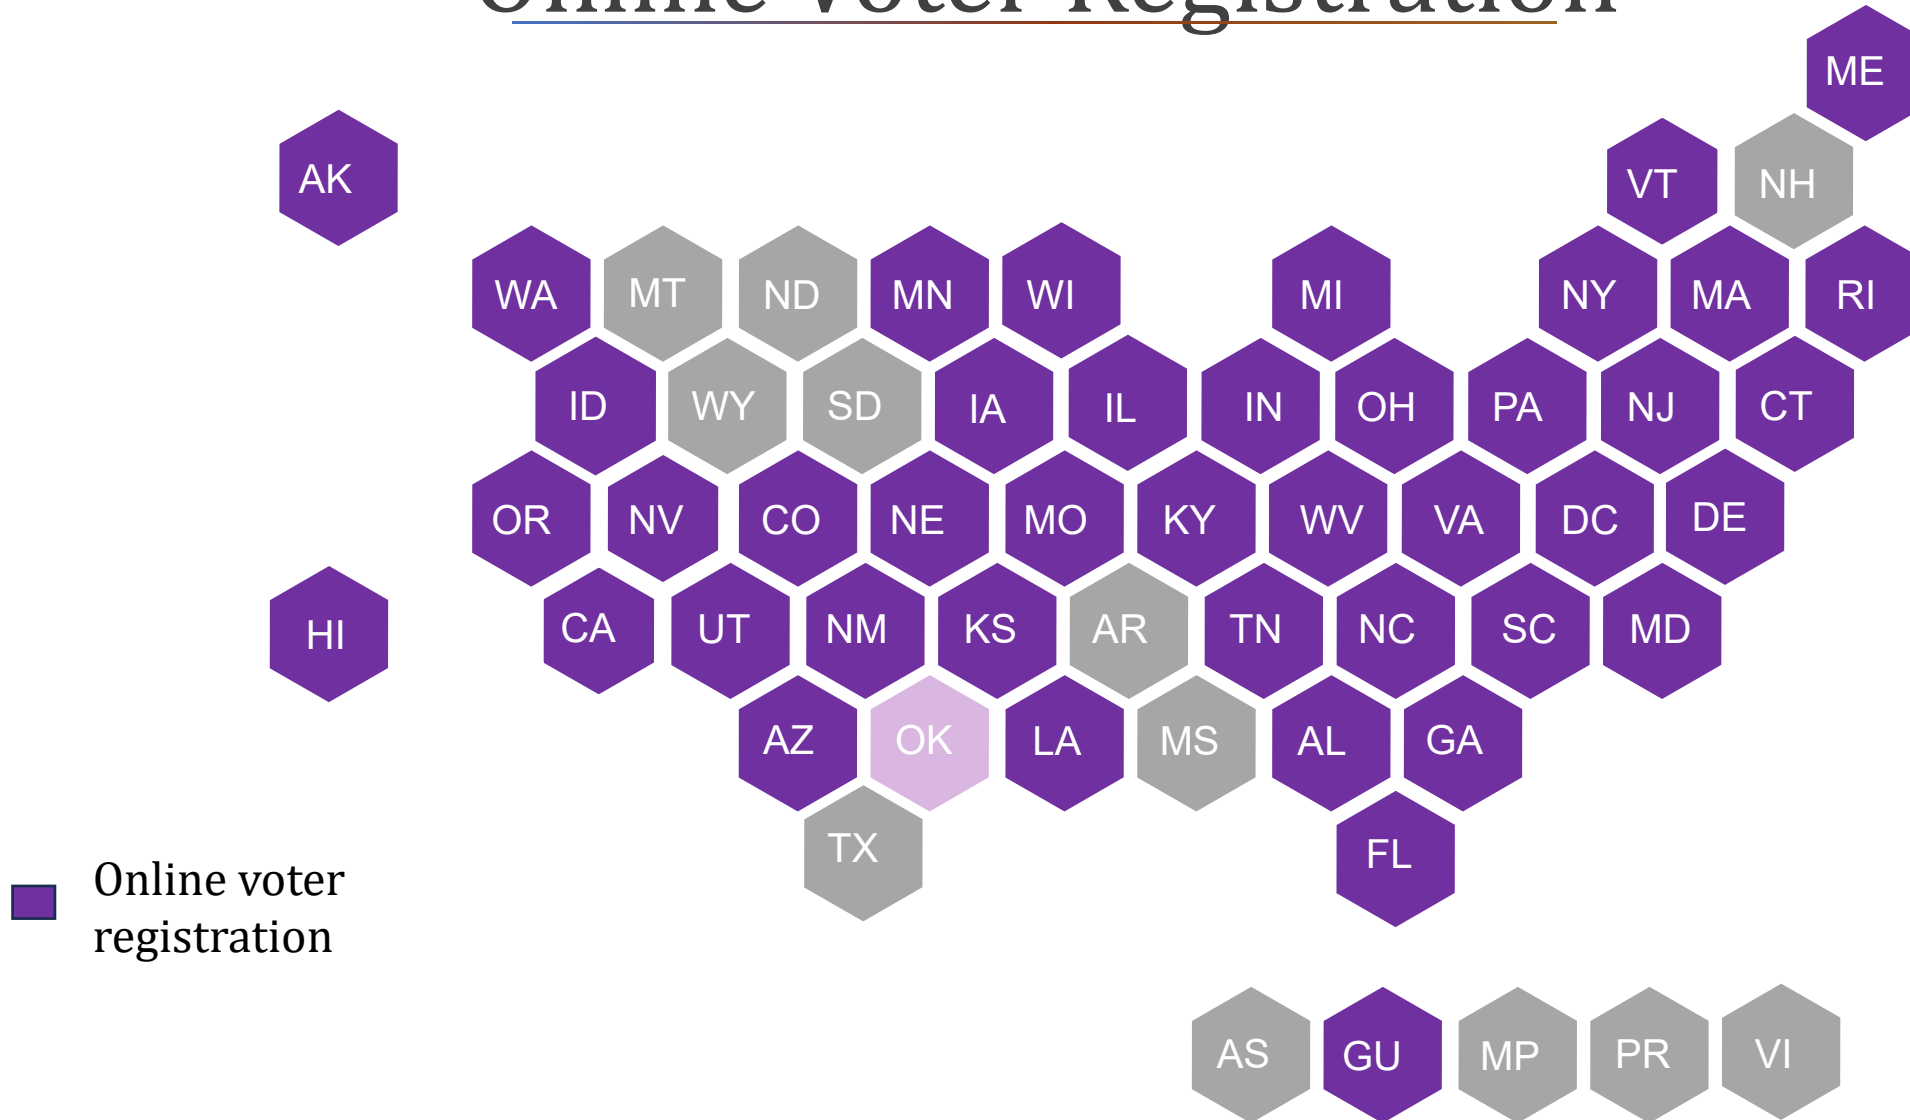 Online Voter Registration
ME
AK
VT NH
WA MT ND MN WI MI NY MA RI
ID WY SD IA IL IN OH PA NJ CT
OR NV CO NE MO KY WV VA DC DE
HI CA UT NM KS AR TN NC SC MD
AZ OK LA MS AL GA
TX FL
Online voter
registration
AS GU MP PR VI